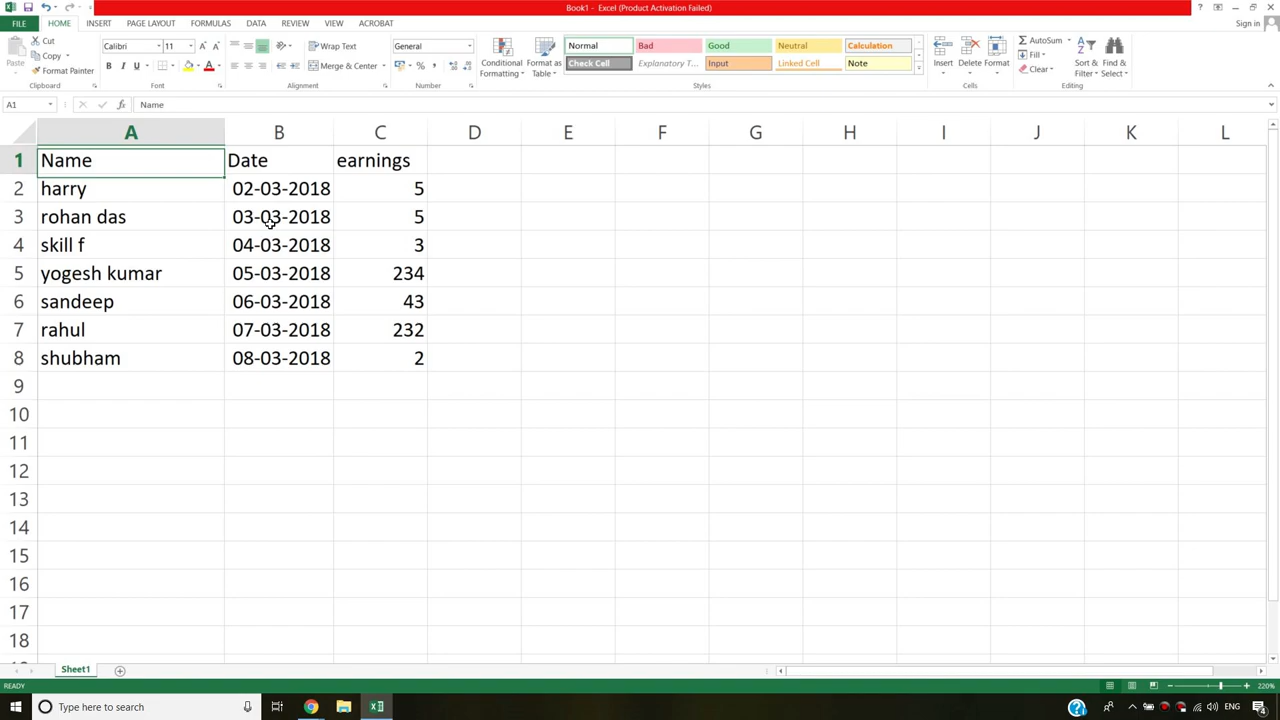 Book1 - Excel (Product Activation Failed)
FILE HOME INSERT PAGE LAYOUT FORMULAS DATA REVIEW VIEW ACROBAT Sign in
Paste
Cut
Copy
Format Painter
Clipboard
Calibri 11
B I U
Font
Wrap Text
Merge & Center
Alignment
General
%
Number
Conditional Formatting
Format as Table
Normal Bad Good Neutral Calculation
Check Cell Explanatory T... Input Linked Cell Note
Styles
Insert Delete Format
Cells
AutoSum
Fill
Clear
Sort & Filter
Find & Select
Editing
A1 fx Name
A B C D E F G H I J K L
1 Name Date earnings
2 harry 02-03-2018 5
3 rohan das 03-03-2018 5
4 skill f 04-03-2018 3
5 yogesh kumar 05-03-2018 234
6 sandeep 06-03-2018 43
7 rahul 07-03-2018 232
8 shubham 08-03-2018 2
9
10
11
12
13
14
15
16
17
18
Sheet1
READY 220%
Type here to search ENG